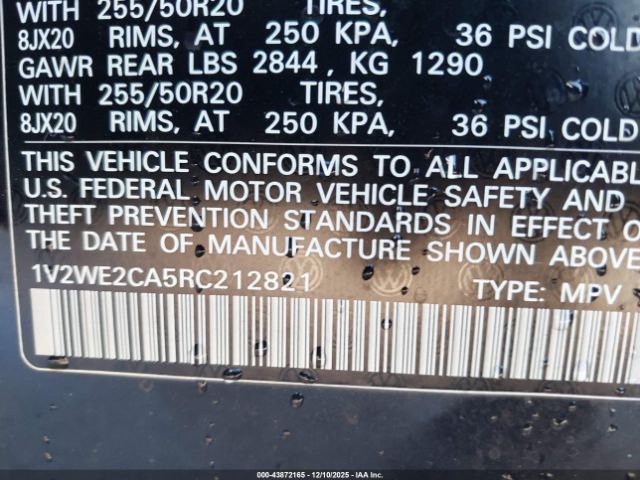 WITH 255/50R20 TIRES,
8JX20 RIMS, AT 250 KPA, 36 PSI COLD
GAWR REAR LBS 2844, KG 1290
WITH 255/50R20 TIRES,
8JX20 RIMS, AT 250 KPA, 36 PSI COLD
THIS VEHICLE CONFORMS TO ALL APPLICABL
U.S. FEDERAL MOTOR VEHICLE SAFETY AND
THEFT PREVENTION STANDARDS IN EFFECT O
THE DATE OF MANUFACTURE SHOWN ABOVE
1V2WE2CA5RC212821 TYPE: MPV
000-43872165 - 12/10/2025 - IAAI, Inc.